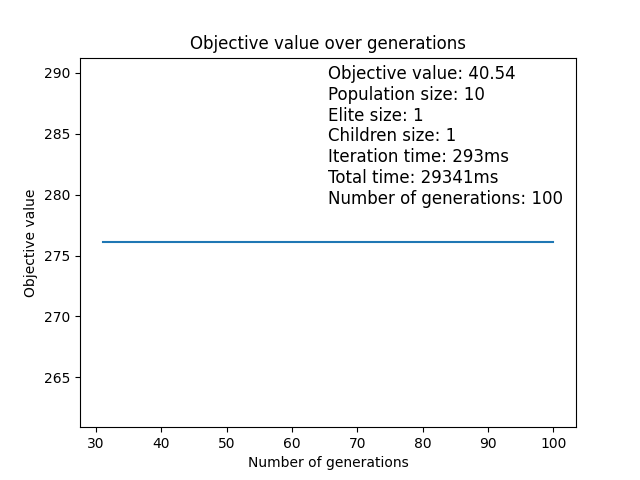 Objective value over generations
Objective value: 40.54
Population size: 10
Elite size: 1
Children size: 1
Iteration time: 293ms
Total time: 29341ms
Number of generations: 100
Objective value
290
285
280
275
270
265
30 40 50 60 70 80 90 100
Number of generations